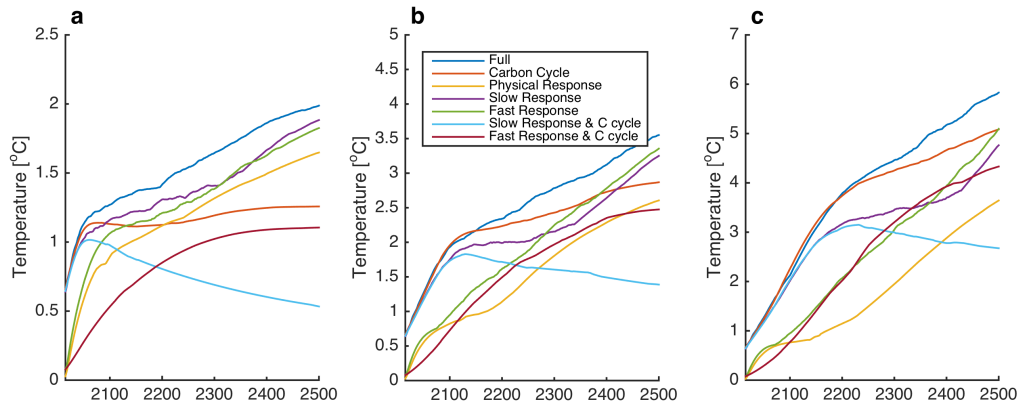 a
b
c
2.5
2
1.5
1
0.5
0
Temperature [°C]
2100 2200 2300 2400 2500
5
4.5
4
3.5
3
2.5
2
1.5
1
0.5
0
Temperature [°C]
Full
Carbon Cycle
Physical Response
Slow Response
Fast Response
Slow Response & C cycle
Fast Response & C cycle
2100 2200 2300 2400 2500
7
6
5
4
3
2
1
0
Temperature [°C]
2100 2200 2300 2400 2500